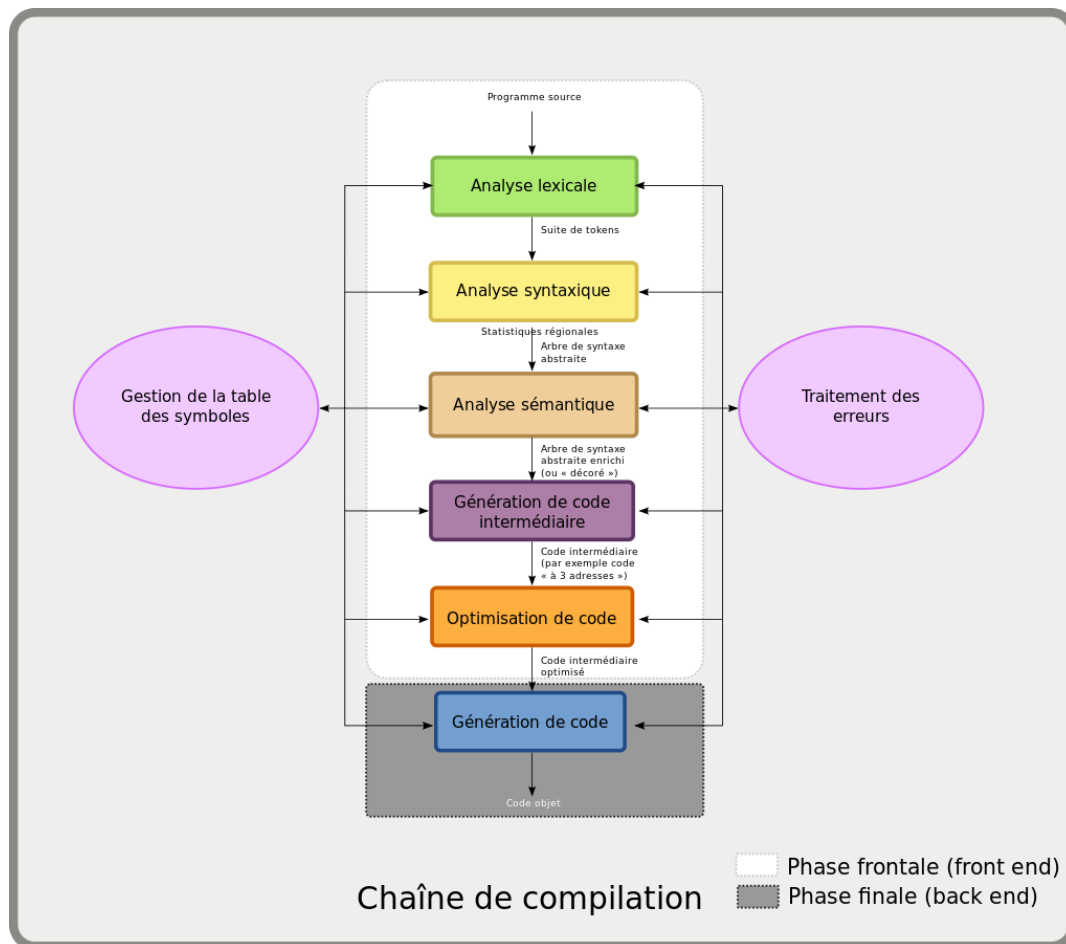 Programme source
Analyse lexicale
Suite de tokens
Analyse syntaxique
Statistiques régionales
Arbre de syntaxe
abstraite
Gestion de la table
des symboles
Analyse sémantique
Traitement des
erreurs
Arbre de syntaxe
abstraite enrichi
(ou « décoré »)
Génération de code
intermédiaire
Code intermédiaire
(par exemple code
« à 3 adresses »)
Optimisation de code
Code intermédiaire
optimisé
Génération de code
Code objet
Phase frontale (front end)
Chaîne de compilation
Phase finale (back end)